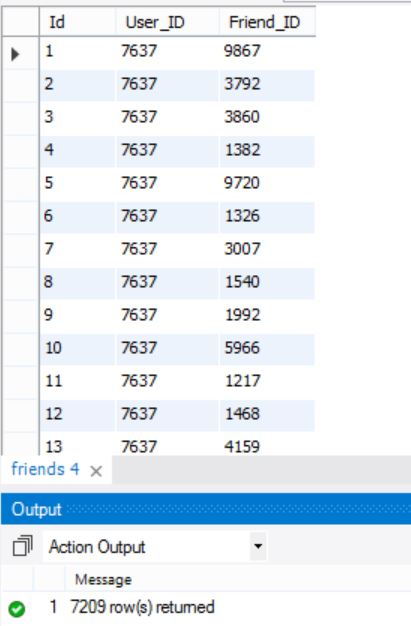 Id User_ID Friend_ID
1 7637 9867
2 7637 3792
3 7637 3860
4 7637 1382
5 7637 9720
6 7637 1326
7 7637 3007
8 7637 1540
9 7637 1992
10 7637 5966
11 7637 1217
12 7637 1468
13 7637 4159
friends 4 ×
Output
Action Output
Message
1 7209 row(s) returned